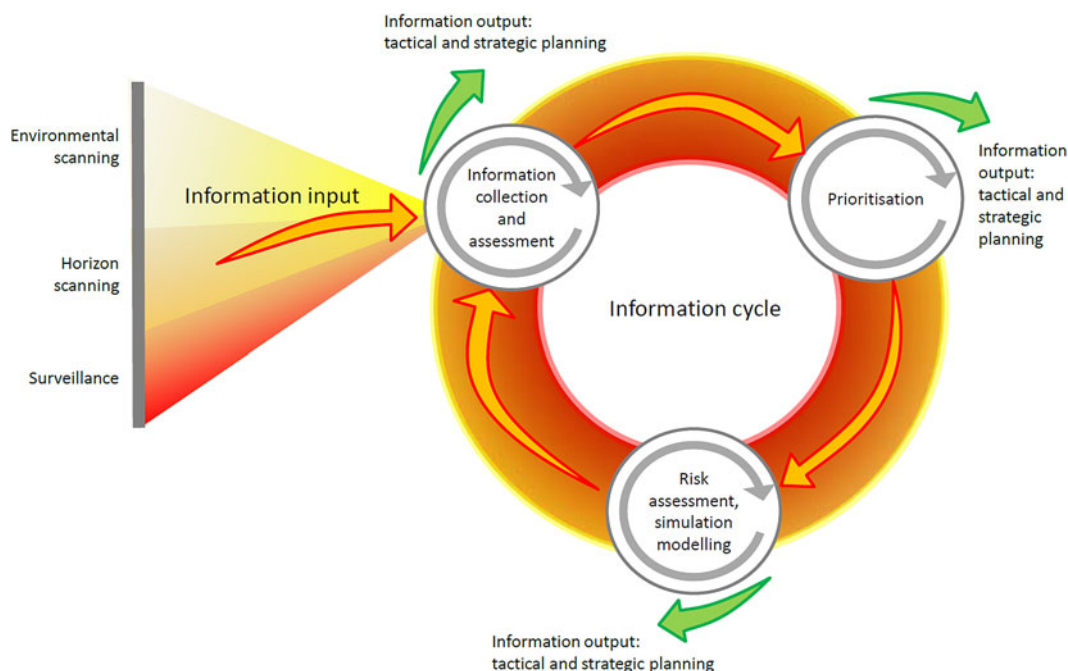 Information output:
tactical and strategic planning
Environmental
scanning
Information input
Horizon
scanning
Surveillance
Information
collection
and
assessment
Prioritisation
Information
output:
tactical and
strategic
planning
Information cycle
Risk
assessment,
simulation
modelling
Information output:
tactical and strategic planning